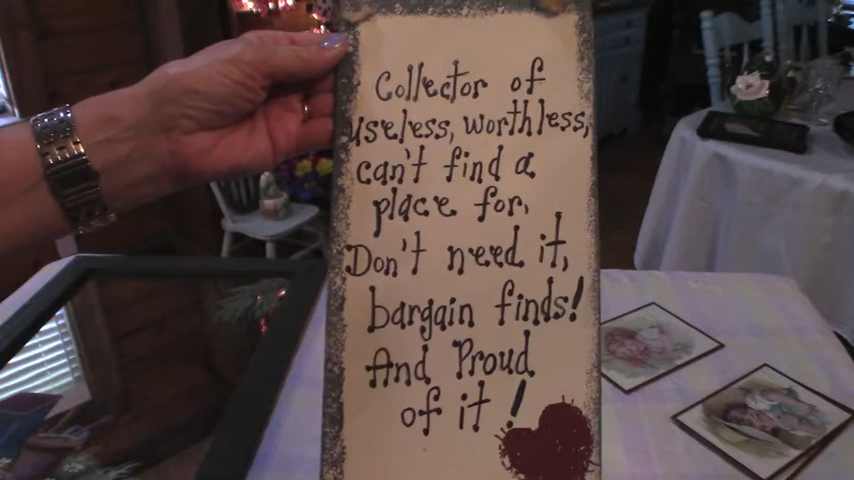 Collector of
useless, worthless,
can't find a
place for,
Don't need it,
bargain finds!
And Proud
of it!